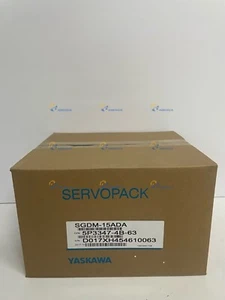 SERVOPACK
SGDM-15ADA
5P3347-4B-63
D017XH454610063
YASKAWA